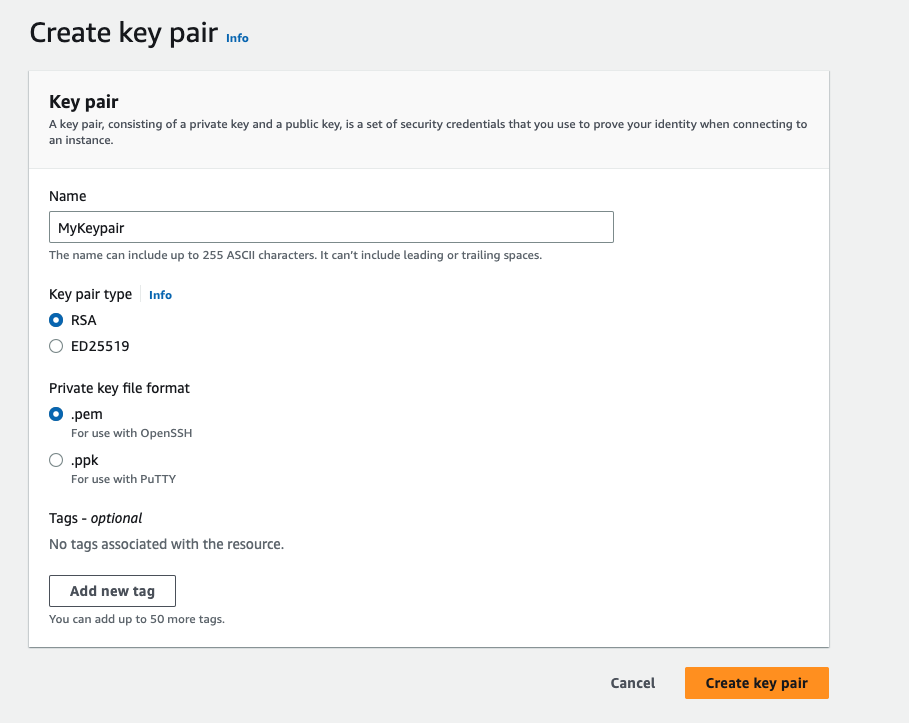 Create key pair Info
Key pair
A key pair, consisting of a private key and a public key, is a set of security credentials that you use to prove your identity when connecting to
an instance.
Name
MyKeypair
The name can include up to 255 ASCII characters. It can't include leading or trailing spaces.
Key pair type Info
RSA
ED25519
Private key file format
.pem
For use with OpenSSH
.ppk
For use with PuTTY
Tags - optional
No tags associated with the resource.
Add new tag
You can add up to 50 more tags.
Cancel Create key pair